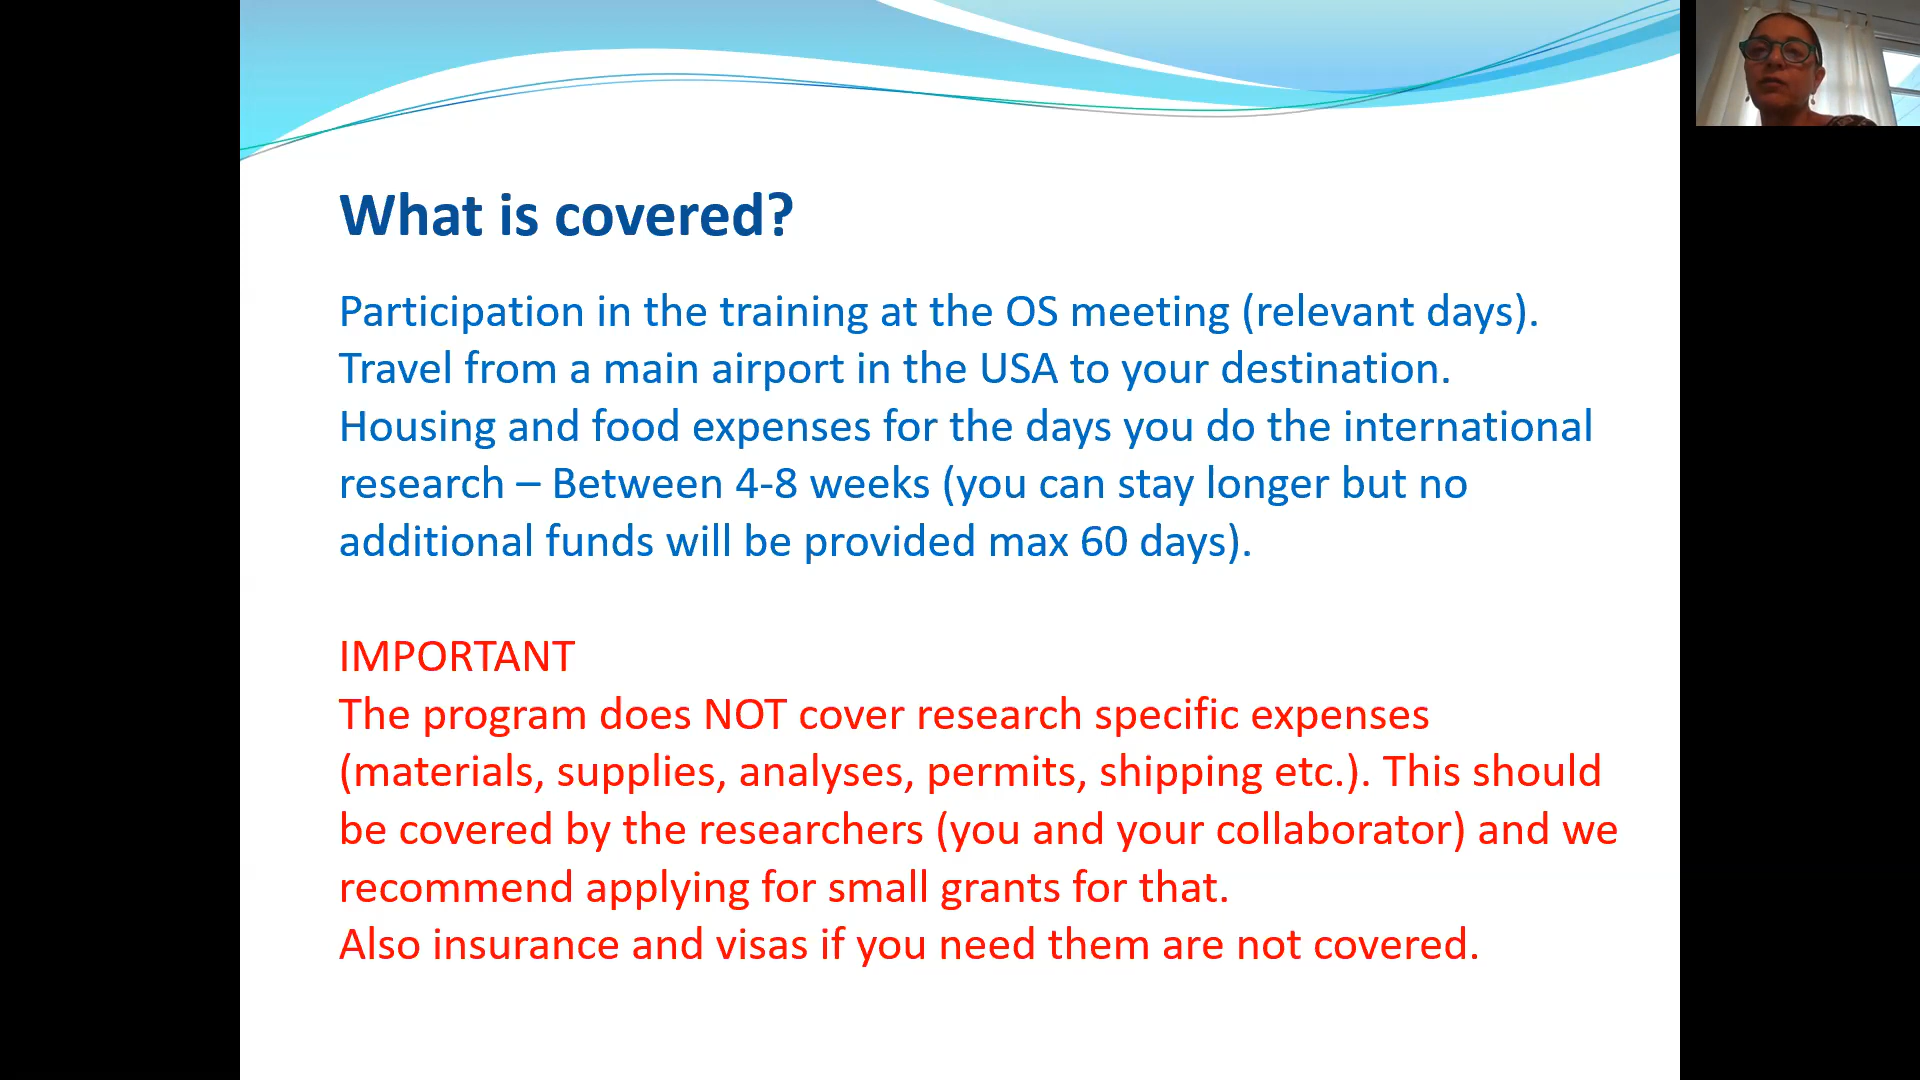 What is covered?
Participation in the training at the OS meeting (relevant days).
Travel from a main airport in the USA to your destination.
Housing and food expenses for the days you do the international
research – Between 4-8 weeks (you can stay longer but no
additional funds will be provided max 60 days).
IMPORTANT
The program does NOT cover research specific expenses
(materials, supplies, analyses, permits, shipping etc.). This should
be covered by the researchers (you and your collaborator) and we
recommend applying for small grants for that.
Also insurance and visas if you need them are not covered.